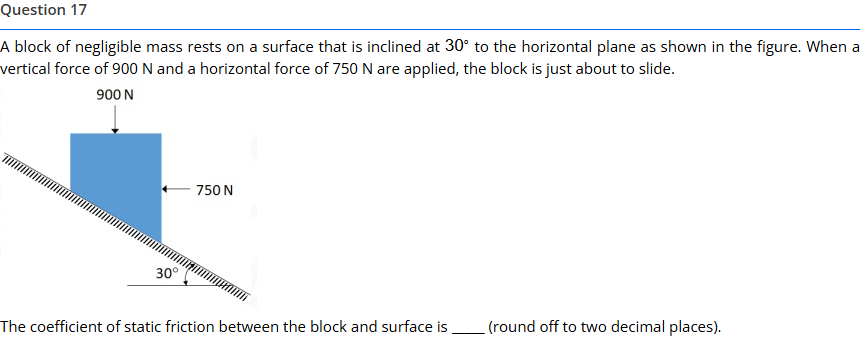 Question 17
A block of negligible mass rests on a surface that is inclined at 30° to the horizontal plane as shown in the figure. When a
vertical force of 900 N and a horizontal force of 750 N are applied, the block is just about to slide.
900 N
750 N
30°
The coefficient of static friction between the block and surface is _____ (round off to two decimal places).